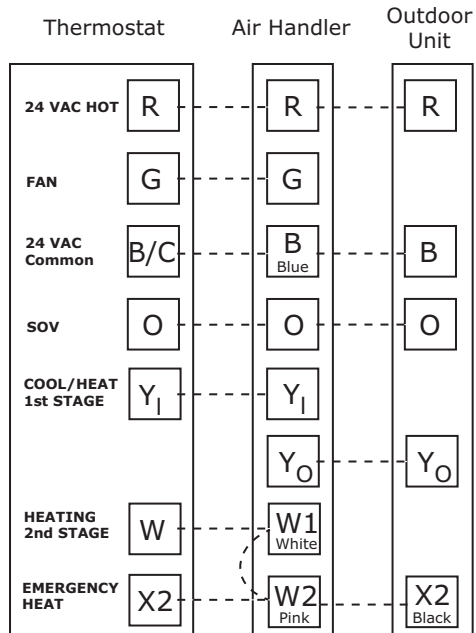 Thermostat Air Handler Outdoor
Unit
24 VAC HOT R R R
FAN G G
24 VAC
Common B/C B B
Blue
SOV O O O
COOL/HEAT
1st STAGE YI YI
YO YO
HEATING
2nd STAGE W W1
White
EMERGENCY
HEAT X2 W2 X2
Pink Black